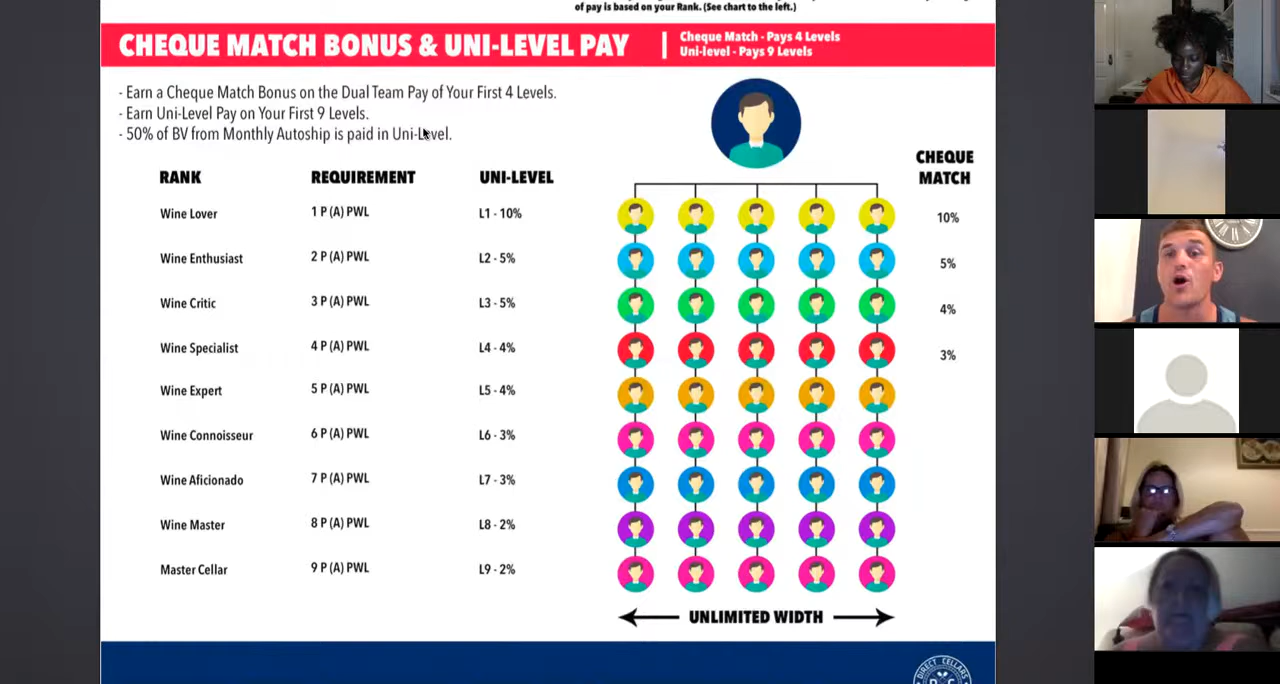 of pay is based on your Rank. (See chart to the left.)
CHEQUE MATCH BONUS & UNI-LEVEL PAY
Cheque Match - Pays 4 Levels
Uni-level - Pays 9 Levels
- Earn a Cheque Match Bonus on the Dual Team Pay of Your First 4 Levels.
- Earn Uni-Level Pay on Your First 9 Levels.
- 50% of BV from Monthly Autoship is paid in Uni-Level.
RANK REQUIREMENT UNI-LEVEL CHEQUE MATCH
Wine Lover 1 P (A) PWL L1 - 10% 10%
Wine Enthusiast 2 P (A) PWL L2 - 5% 5%
Wine Critic 3 P (A) PWL L3 - 5% 4%
Wine Specialist 4 P (A) PWL L4 - 4% 3%
Wine Expert 5 P (A) PWL L5 - 4%
Wine Connoisseur 6 P (A) PWL L6 - 3%
Wine Aficionado 7 P (A) PWL L7 - 3%
Wine Master 8 P (A) PWL L8 - 2%
Master Cellar 9 P (A) PWL L9 - 2%
UNLIMITED WIDTH
DIRECT CELLARS